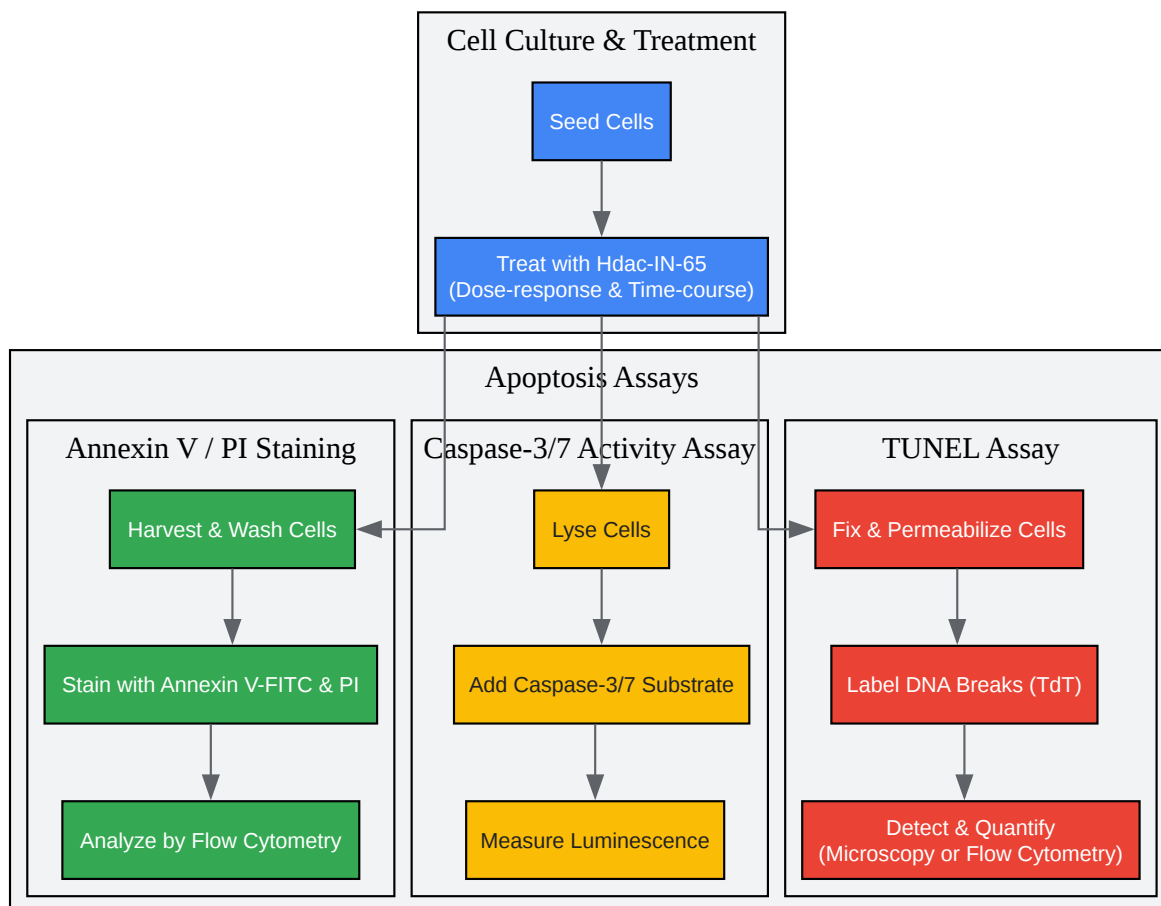 Cell Culture & Treatment
Seed Cells
Treat with Hdac-IN-65
(Dose-response & Time-course)
Apoptosis Assays
Annexin V / PI Staining
Harvest & Wash Cells
Stain with Annexin V-FITC & PI
Analyze by Flow Cytometry
Caspase-3/7 Activity Assay
Lyse Cells
Add Caspase-3/7 Substrate
Measure Luminescence
TUNEL Assay
Fix & Permeabilize Cells
Label DNA Breaks (TdT)
Detect & Quantify
(Microscopy or Flow Cytometry)